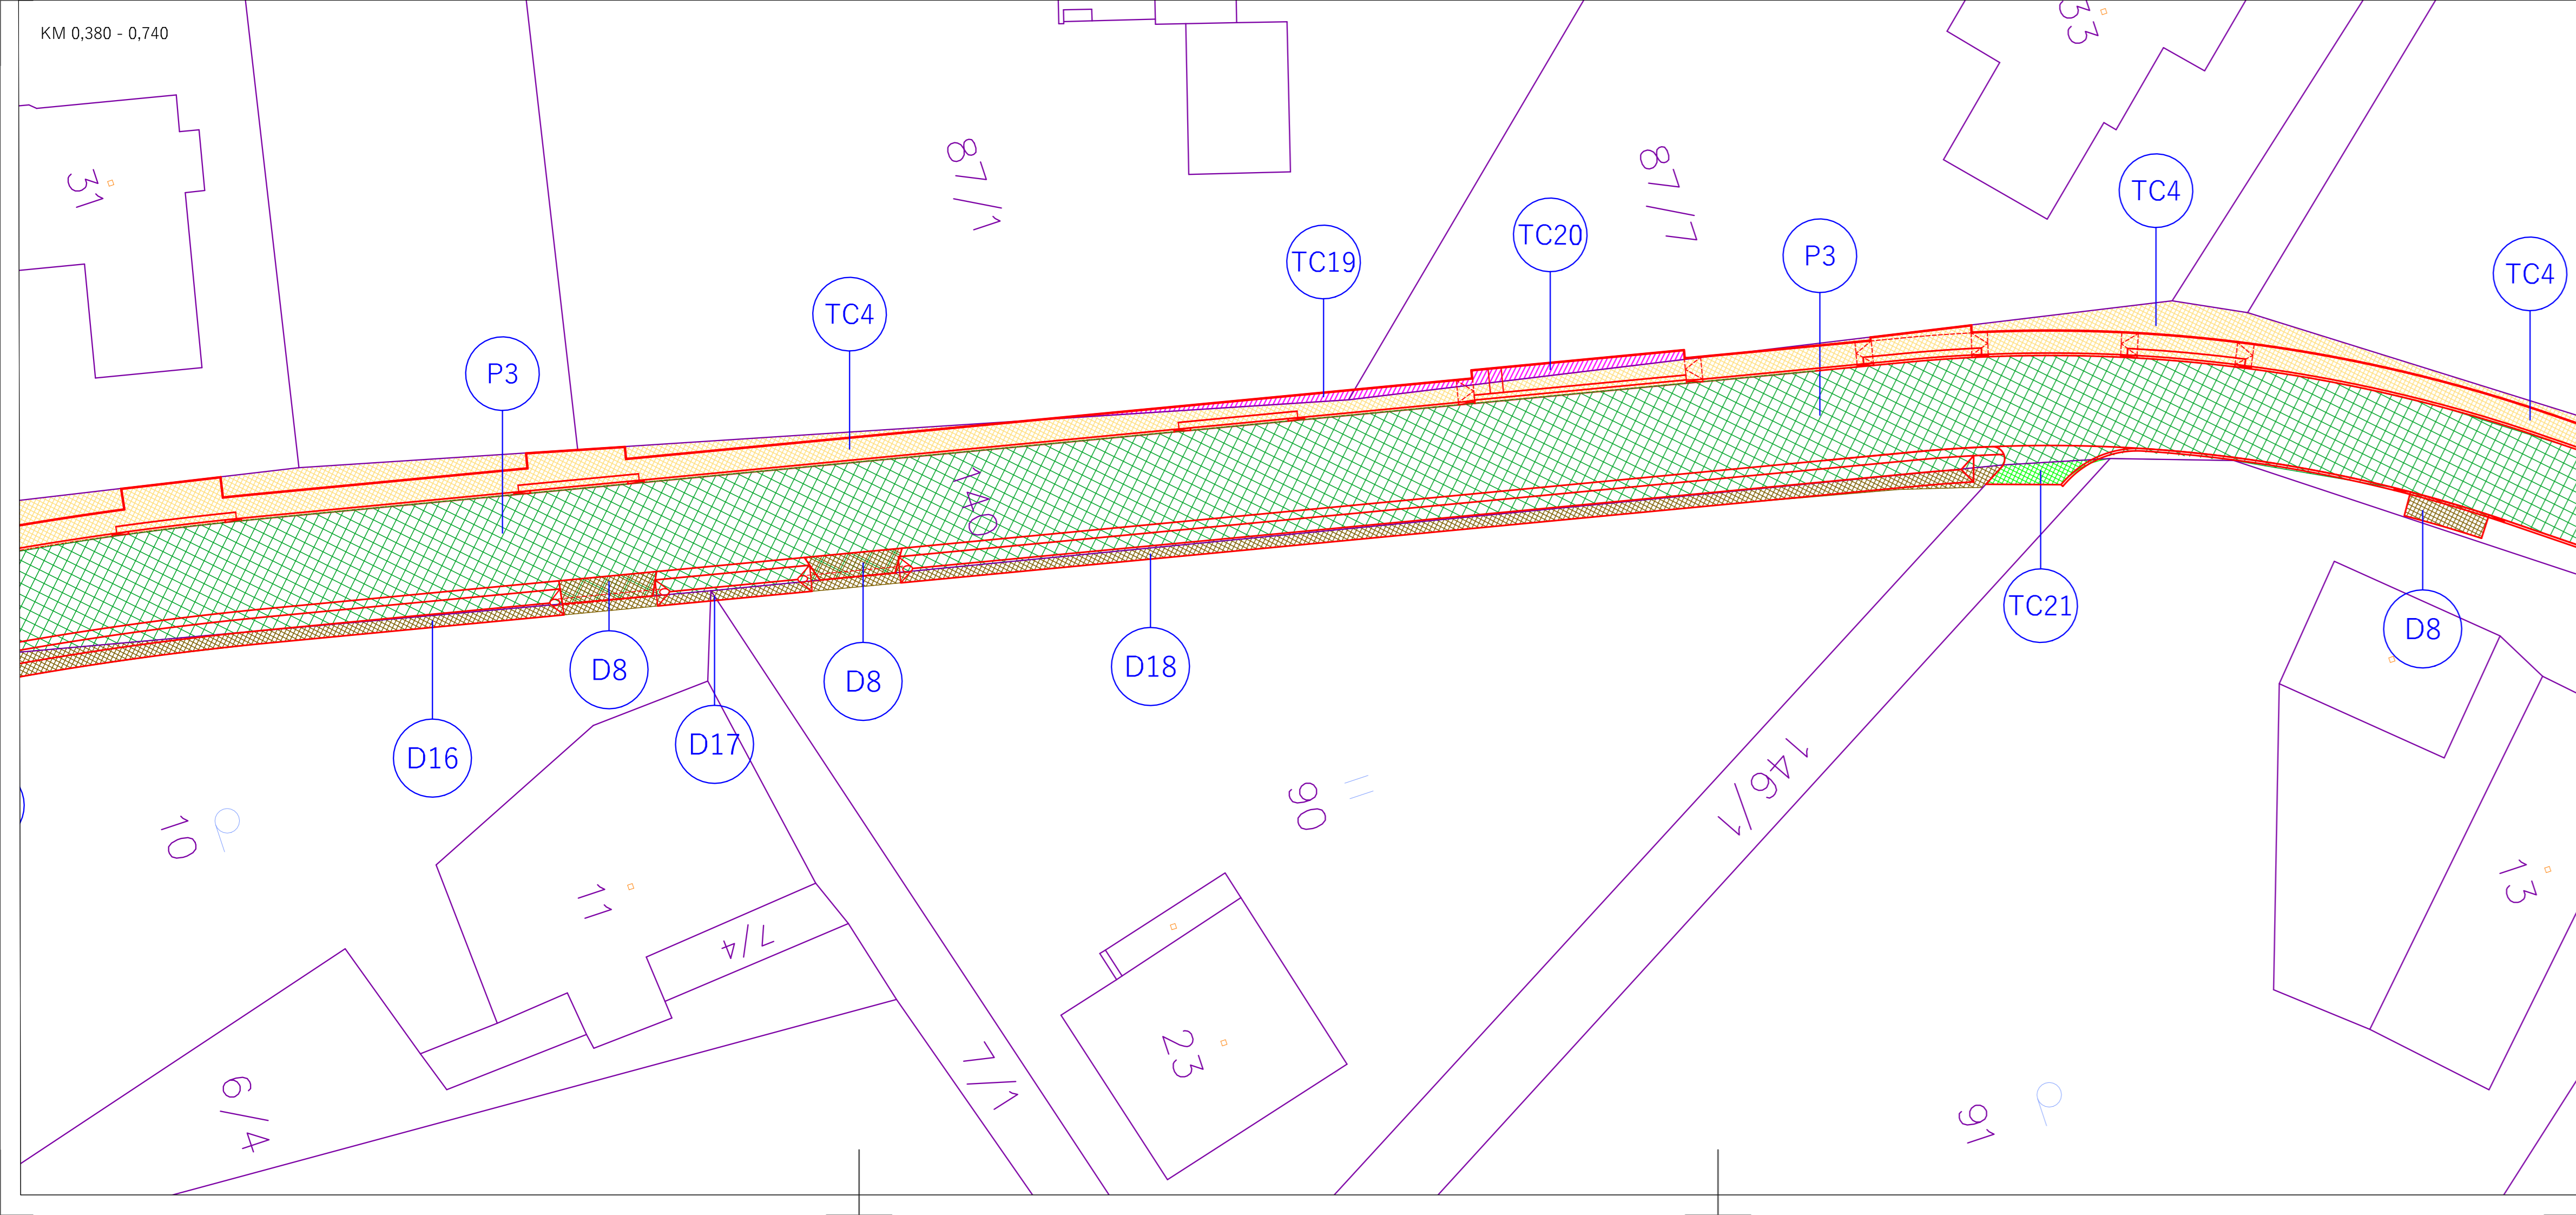 KM 0,380 - 0,740
33
31
87/1
87/7
TC4
TC20
TC19
P3
TC4
TC4
P3
140
TC21
D8
D18
D8
D8
D17
D16
146/1
90
10
11
13
7/4
23
7/1
6/4
91